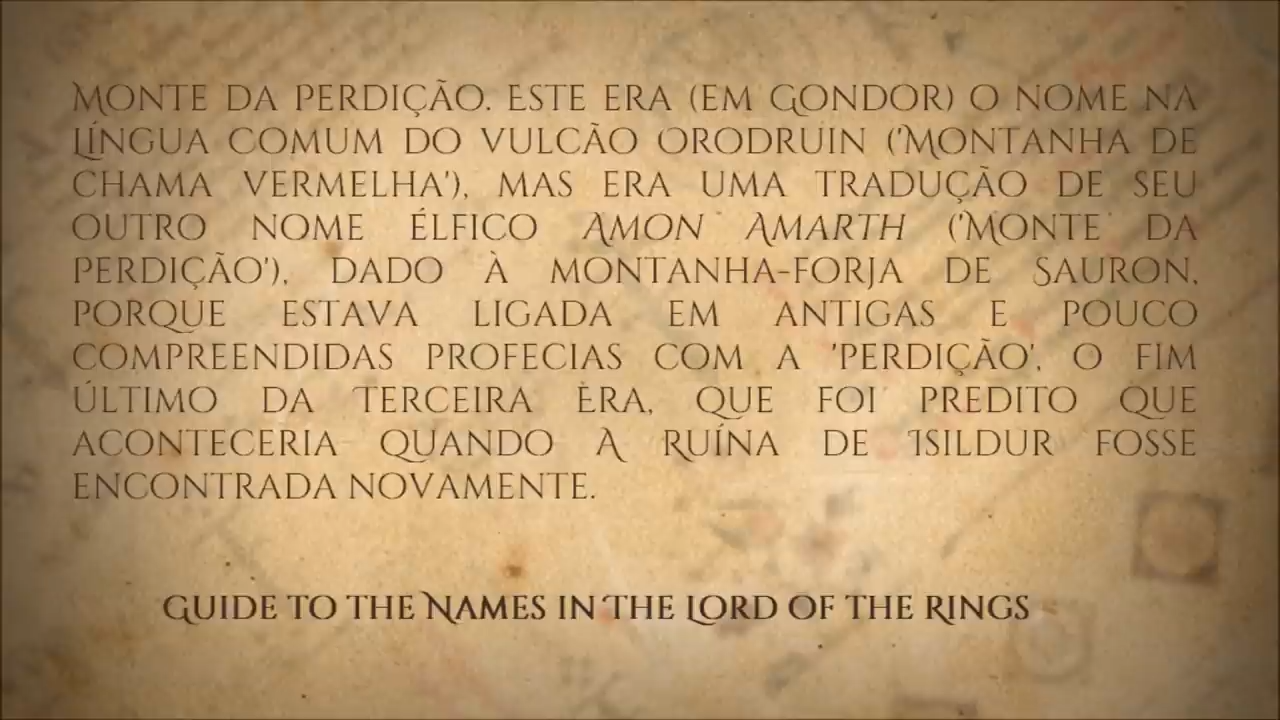 Monte da Perdição. Este era (em Gondor) o nome na
Língua Comum do vulcão Orodruin ('Montanha de
chama vermelha'), mas era uma tradução de seu
outro nome élfico Amon Amarth ('Monte da
Perdição'), dado à montanha-forja de Sauron,
porque estava ligada em antigas e pouco
compreendidas profecias com a 'Perdição', o fim
último da Terceira Era, que foi predito que
aconteceria quando A Ruína de Isildur fosse
encontrada novamente.
Guide to the Names in The Lord of the Rings